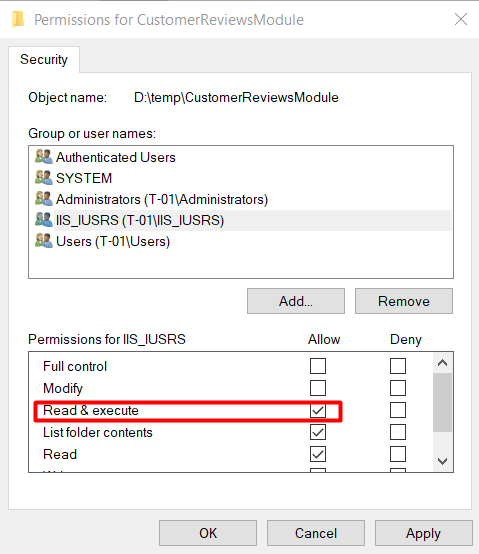 Permissions for CustomerReviewsModule
Security
Object name: D:\temp\CustomerReviewsModule
Group or user names:
Authenticated Users
SYSTEM
Administrators (T-01\Administrators)
IIS_IUSRS (T-01\IIS_IUSRS)
Users (T-01\Users)
Add... Remove
Permissions for IIS_IUSRS Allow Deny
Full control
Modify
Read & execute
List folder contents
Read
OK Cancel Apply